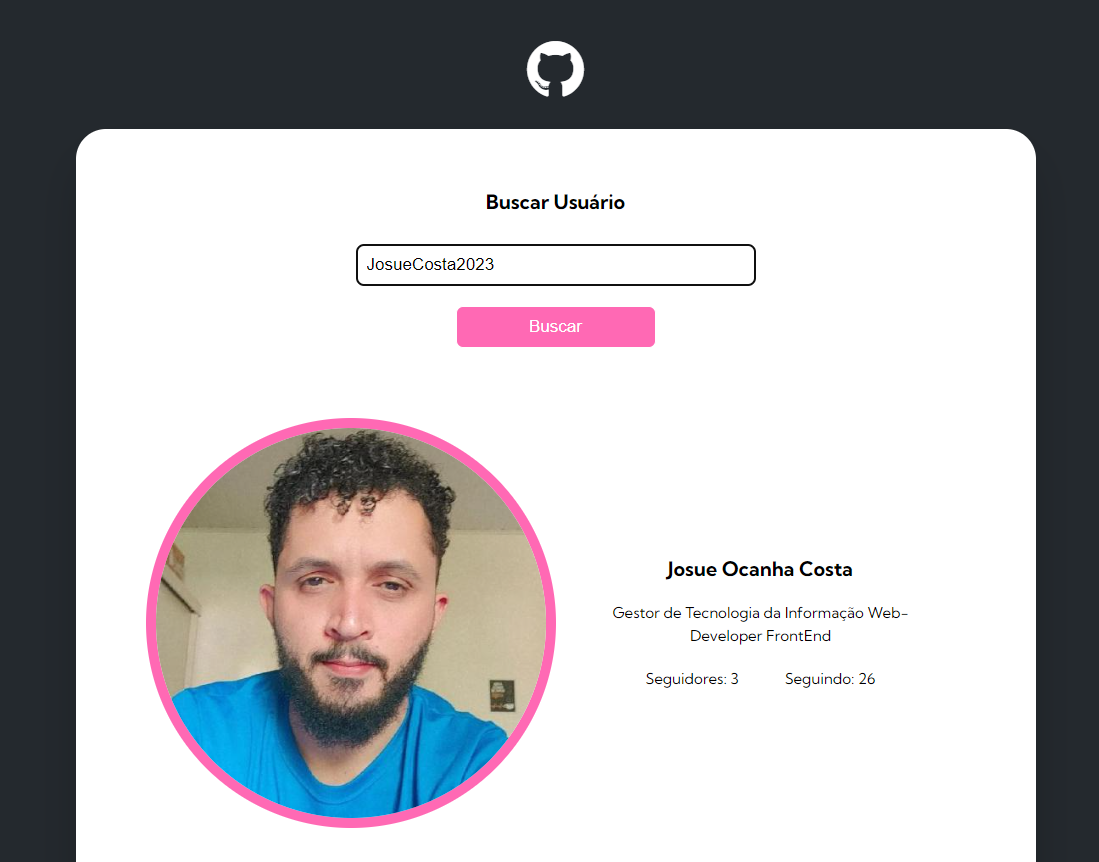 Buscar Usuário
JosueCosta2023
Buscar
Josue Ocanha Costa
Gestor de Tecnologia da Informação Web-
Developer FrontEnd
Seguidores: 3 Seguindo: 26